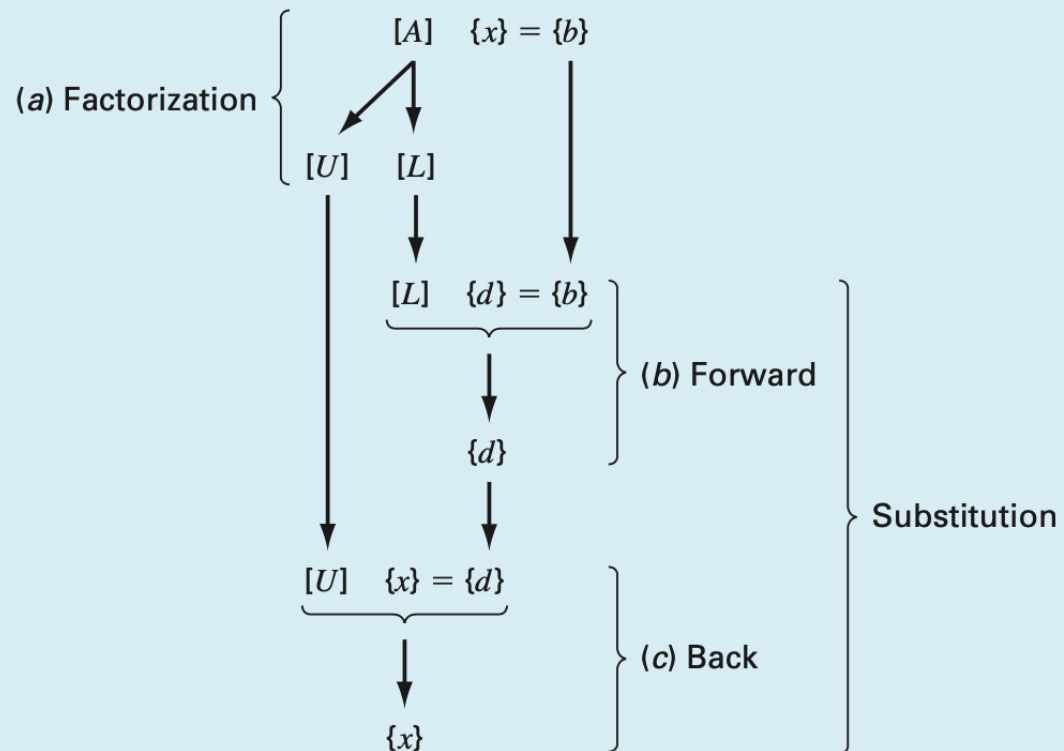 [A] {x} = {b}
(a) Factorization
[U] [L]
[L] {d} = {b}
(b) Forward
{d}
Substitution
[U] {x} = {d}
(c) Back
{x}